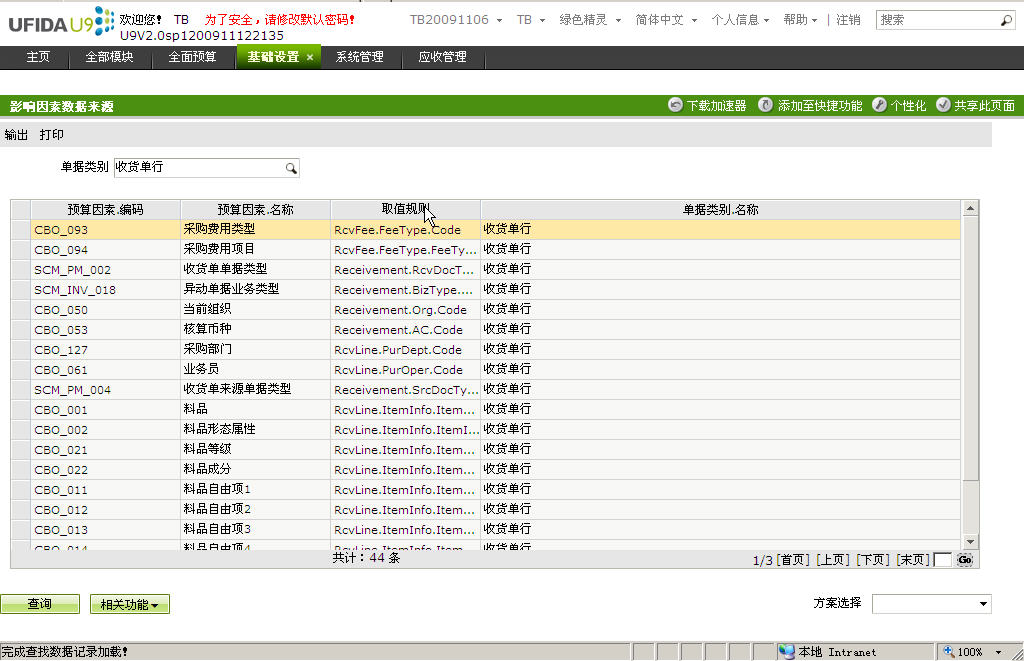 UFIDA U9 欢迎您! TB 为了安全，请修改默认密码! TB20091106 TB 绿色精灵 简体中文 个人信息 帮助 | 注销 搜索
U9V2.0sp1200911122135
主页 全部模块 全面预算 基础设置 × 系统管理 应收管理
影响因素数据来源 下载加速器 添加至快捷功能 个性化 共享此页面
输出 打印
单据类别 收货单行
预算因素.编码 预算因素.名称 取值规则 单据类别.名称
CBO_093 采购费用类型 RcvFee.FeeType.Code 收货单行
CBO_094 采购费用项目 RcvFee.FeeType.FeeTy... 收货单行
SCM_PM_002 收货单单据类型 Receivement.RcvDocT... 收货单行
SCM_INV_018 异动单据业务类型 Receivement.BizType.... 收货单行
CBO_050 当前组织 Receivement.Org.Code 收货单行
CBO_053 核算币种 Receivement.AC.Code 收货单行
CBO_127 采购部门 RcvLine.PurDept.Code 收货单行
CBO_061 业务员 RcvLine.PurOper.Code 收货单行
SCM_PM_004 收货单来源单据类型 Receivement.SrcDocTy... 收货单行
CBO_001 料品 RcvLine.ItemInfo.Item... 收货单行
CBO_002 料品形态属性 RcvLine.ItemInfo.ItemI... 收货单行
CBO_021 料品等级 RcvLine.ItemInfo.Item... 收货单行
CBO_022 料品成分 RcvLine.ItemInfo.Item... 收货单行
CBO_011 料品自由项1 RcvLine.ItemInfo.Item... 收货单行
CBO_012 料品自由项2 RcvLine.ItemInfo.Item... 收货单行
CBO_013 料品自由项3 RcvLine.ItemInfo.Item... 收货单行
CBO_014 料品自由项4 RcvLine.ItemInfo.Item... 收货单行
共计：44 条 1/3 [首页] [上页] [下页] [末页] Go
查询 相关功能 方案选择
完成查找数据记录加载! 本地 Intranet 100%